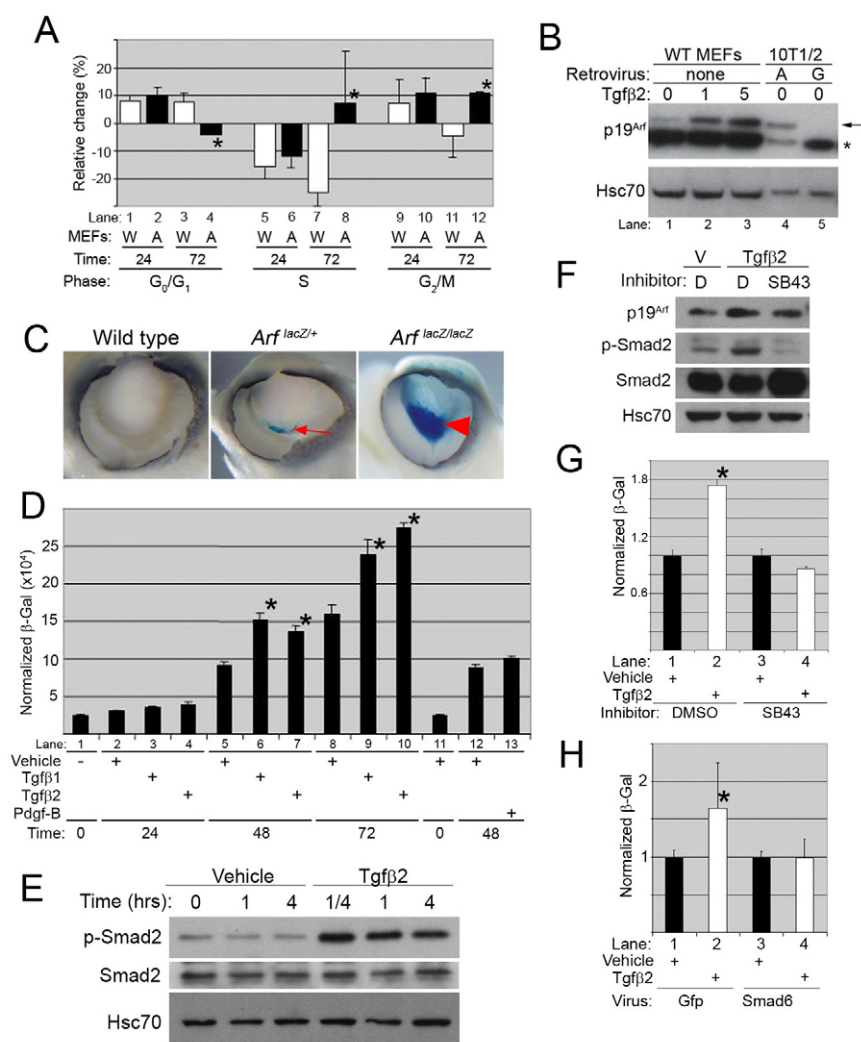 A
Relative change (%)
20
10
0
-10
-20
Lane: 1 2 3 4 5 6 7 8 9 10 11 12
MEFs: W A W A W A W A W A W A
Time: 24 72 24 72 24 72
Phase: G0/G1 S G2/M
* * *
B
WT MEFs 10T1/2
Retrovirus: none A G
Tgfβ2: 0 1 5 0 0
p19Arf
*
Hsc70
Lane: 1 2 3 4 5
C
Wild type Arf lacZ/+ Arf lacZ/lacZ
D
Normalized β-Gal (x10⁴)
25
20
15
10
5
* * * *
Lane: 1 2 3 4 5 6 7 8 9 10 11 12 13
Vehicle - + + + + +
Tgfβ1 + + +
Tgfβ2 + + +
Pdgf-B +
Time: 0 24 48 72 0 48
E
Vehicle Tgfβ2
Time (hrs): 0 1 4 1/4 1 4
p-Smad2
Smad2
Hsc70
F
V Tgfβ2
Inhibitor: D D SB43
p19Arf
p-Smad2
Smad2
Hsc70
G
Normalized β-Gal
1.8
1.2
0.6
*
Lane: 1 2 3 4
Vehicle + +
Tgfβ2 + +
Inhibitor: DMSO SB43
H
Normalized β-Gal
2
1
*
Lane: 1 2 3 4
Vehicle + +
Tgfβ2 + +
Virus: Gfp Smad6